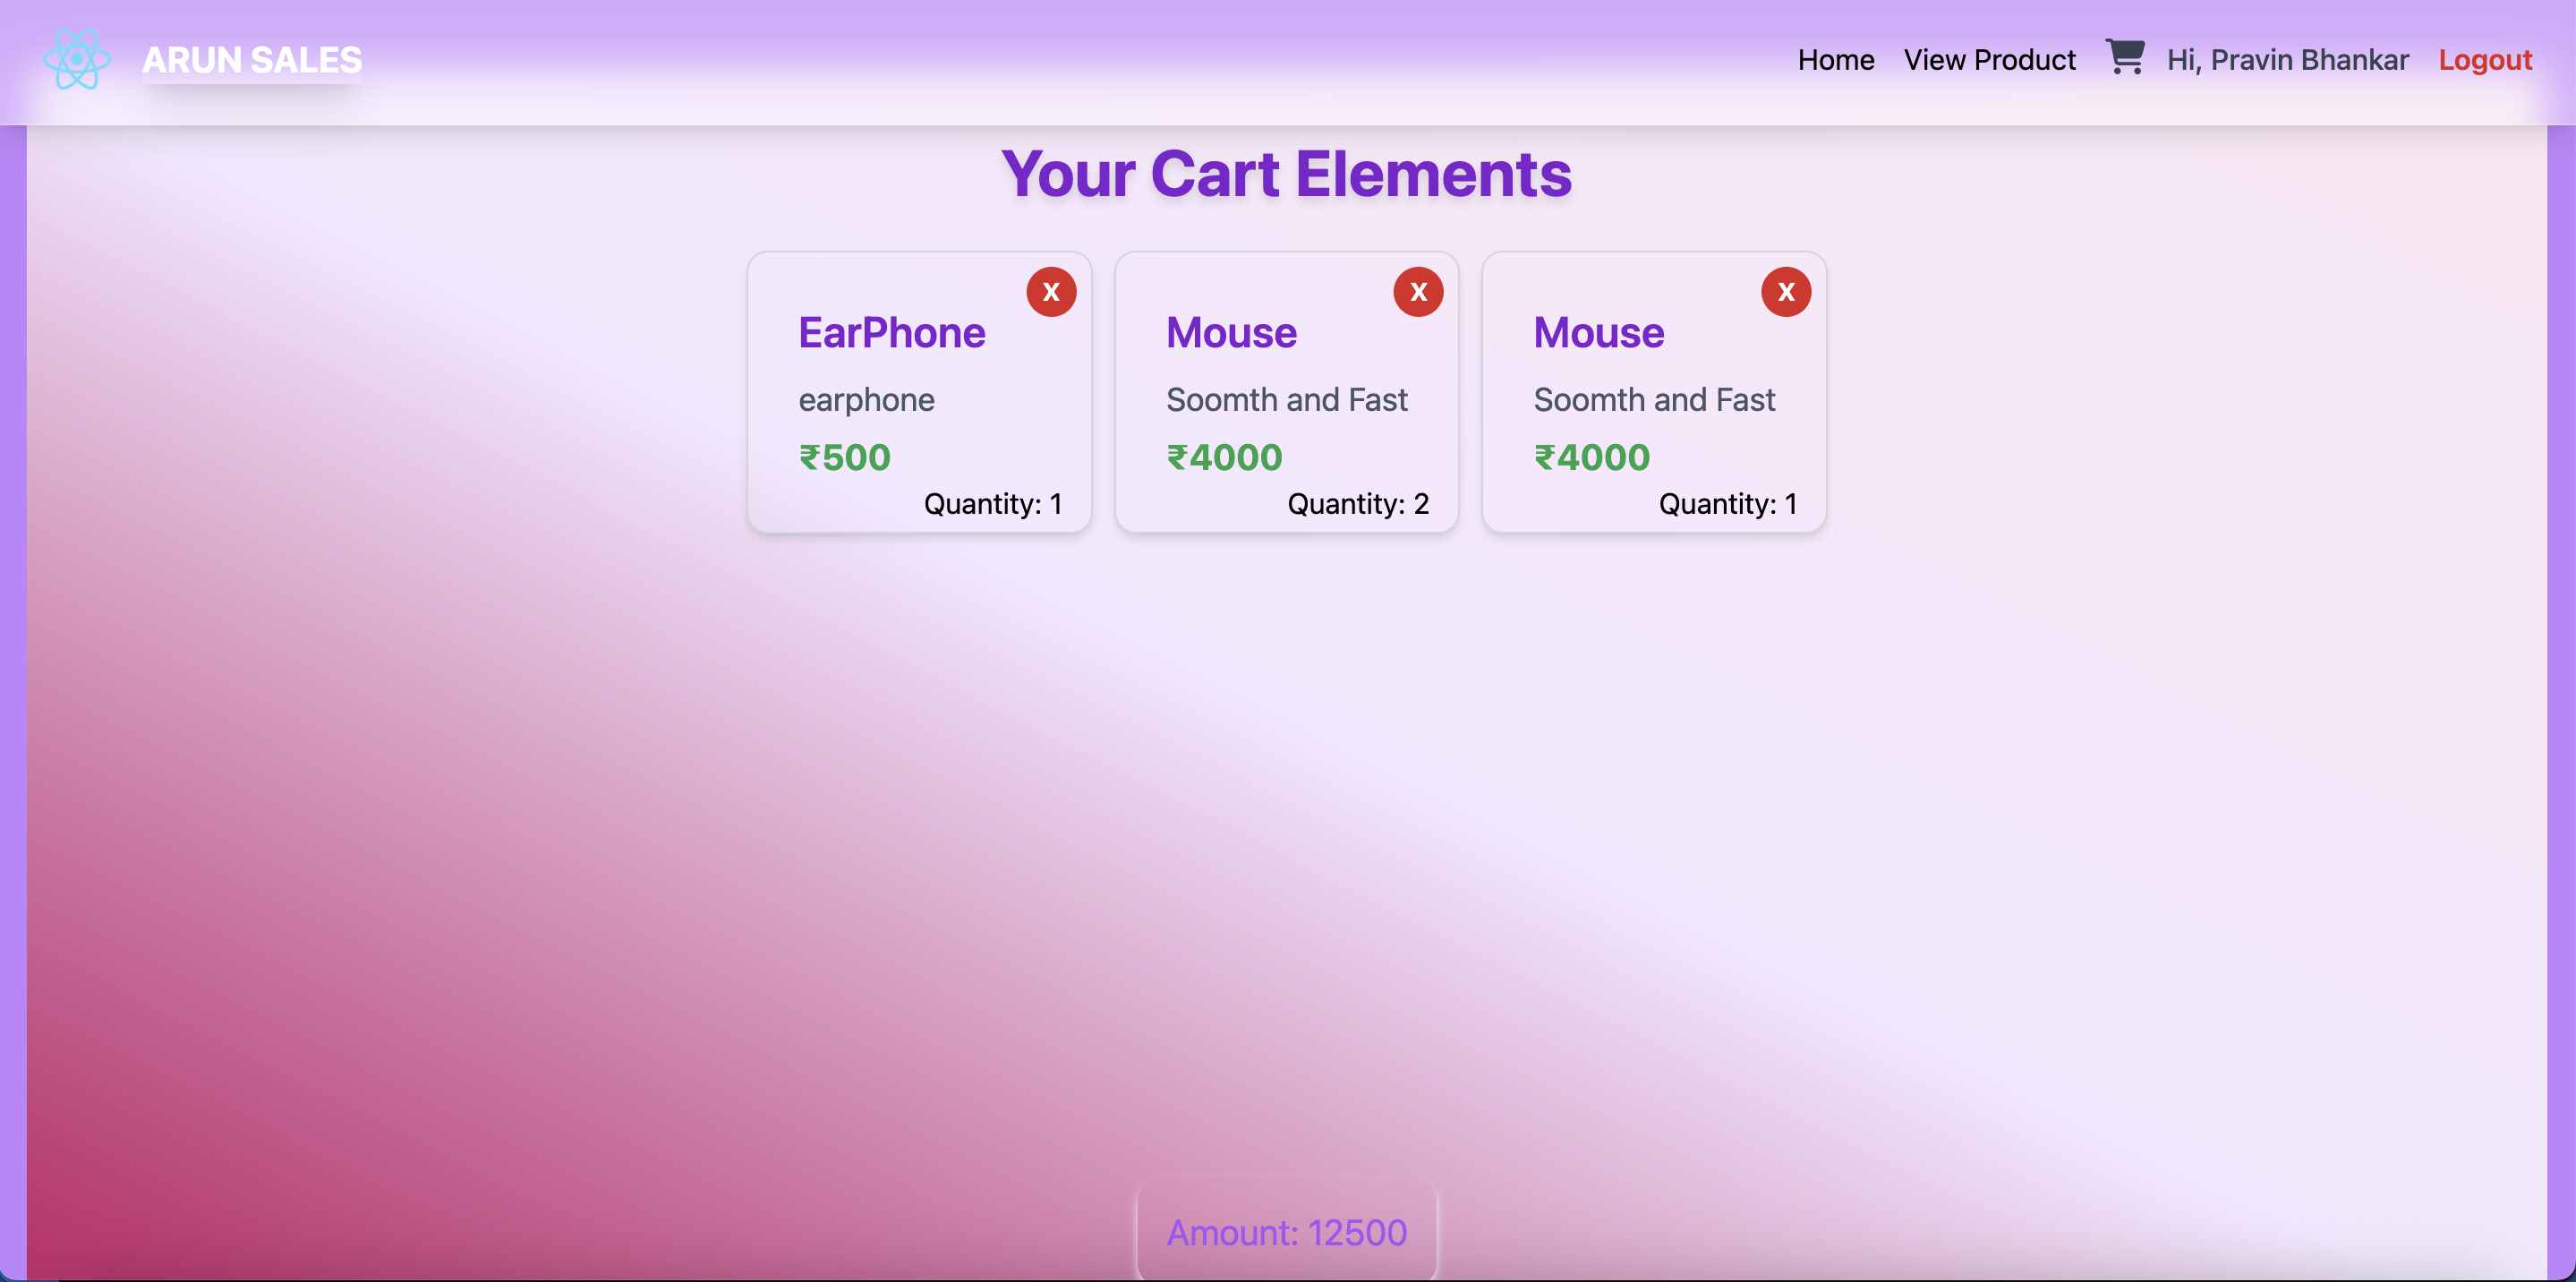 ARUN SALES
Home View Product Hi, Pravin Bhankar Logout
Your Cart Elements
X
EarPhone
earphone
₹500
Quantity: 1
X
Mouse
Soomth and Fast
₹4000
Quantity: 2
X
Mouse
Soomth and Fast
₹4000
Quantity: 1
Amount: 12500